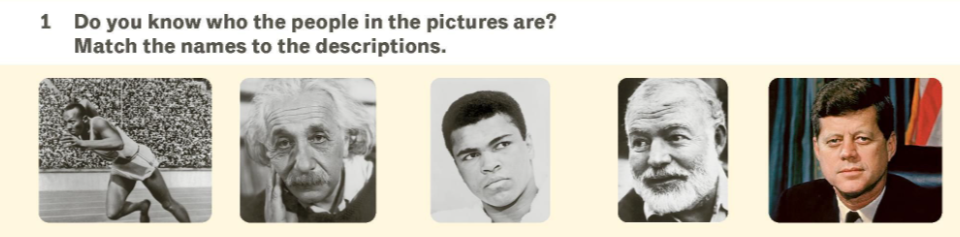 1 Do you know who the people in the pictures are?
Match the names to the descriptions.